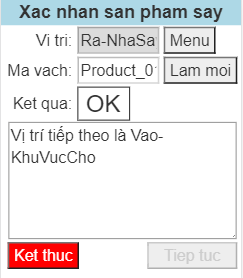 Xac nhan san pham say
Vi tri: Ra-NhaSa Menu
Ma vach: Product_0 Lam moi
Ket qua: OK
Vị trí tiếp theo là Vao-
KhuVucCho
Ket thuc Tiep tuc